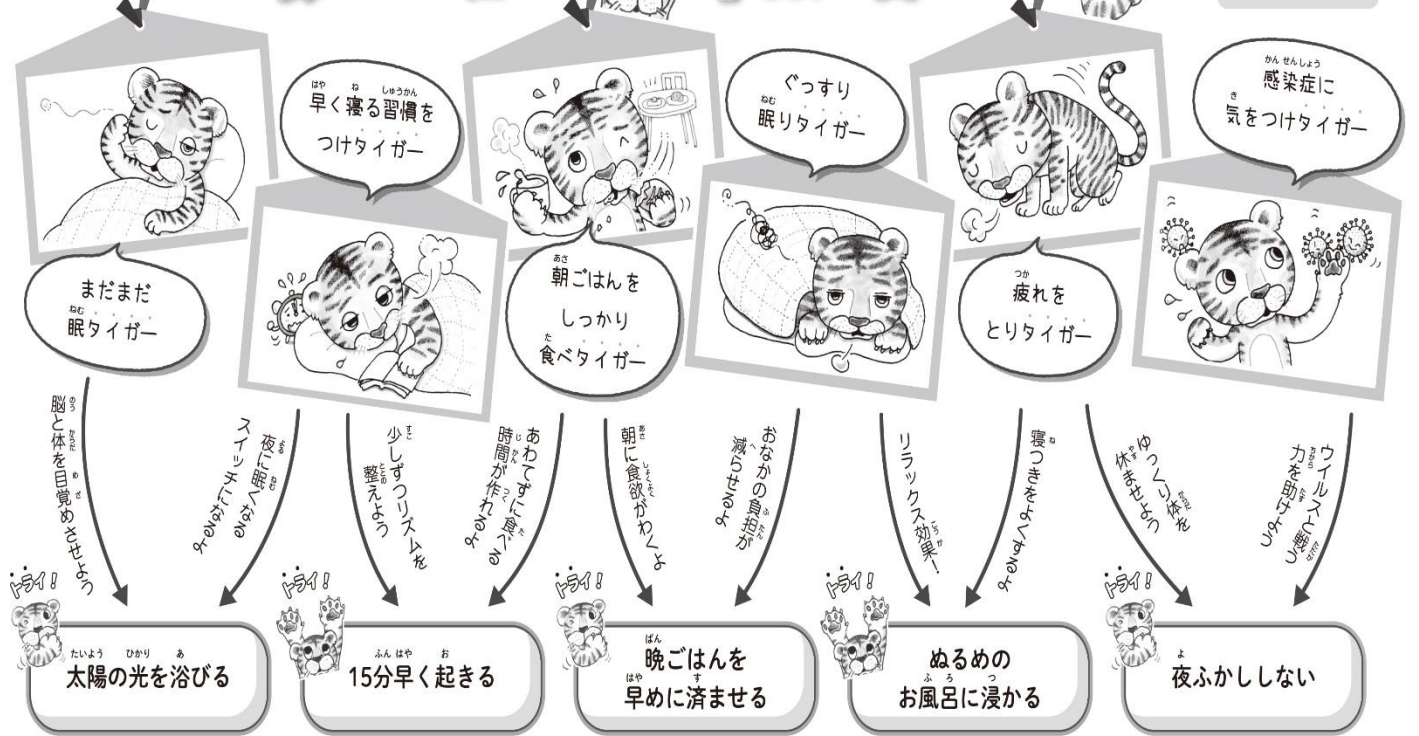 まだまだ
眠タイガー
早く寝る習慣を
つけタイガー
朝ごはんを
しっかり
食べタイガー
ぐっすり
眠りタイガー
疲れを
とりタイガー
感染症に
気をつけタイガー
脳と体を目覚めさせよう
夜に眠くなる
スイッチになるよ
少しずつリズムを
整えよう
あわてずに食べる
時間が作れるよ
朝に食欲がわくよ
おなかの負担が
減らせるよ
リラックス効果！
寝つきをよくするよ
ゆっくり体を
休ませよう
ウイルスと戦う
力を助けよう
トライ！
太陽の光を浴びる
トライ！
15分早く起きる
晩ごはんを
早めに済ませる
トライ！
ぬるめの
お風呂に浸かる
トライ！
夜ふかししない
トライ！